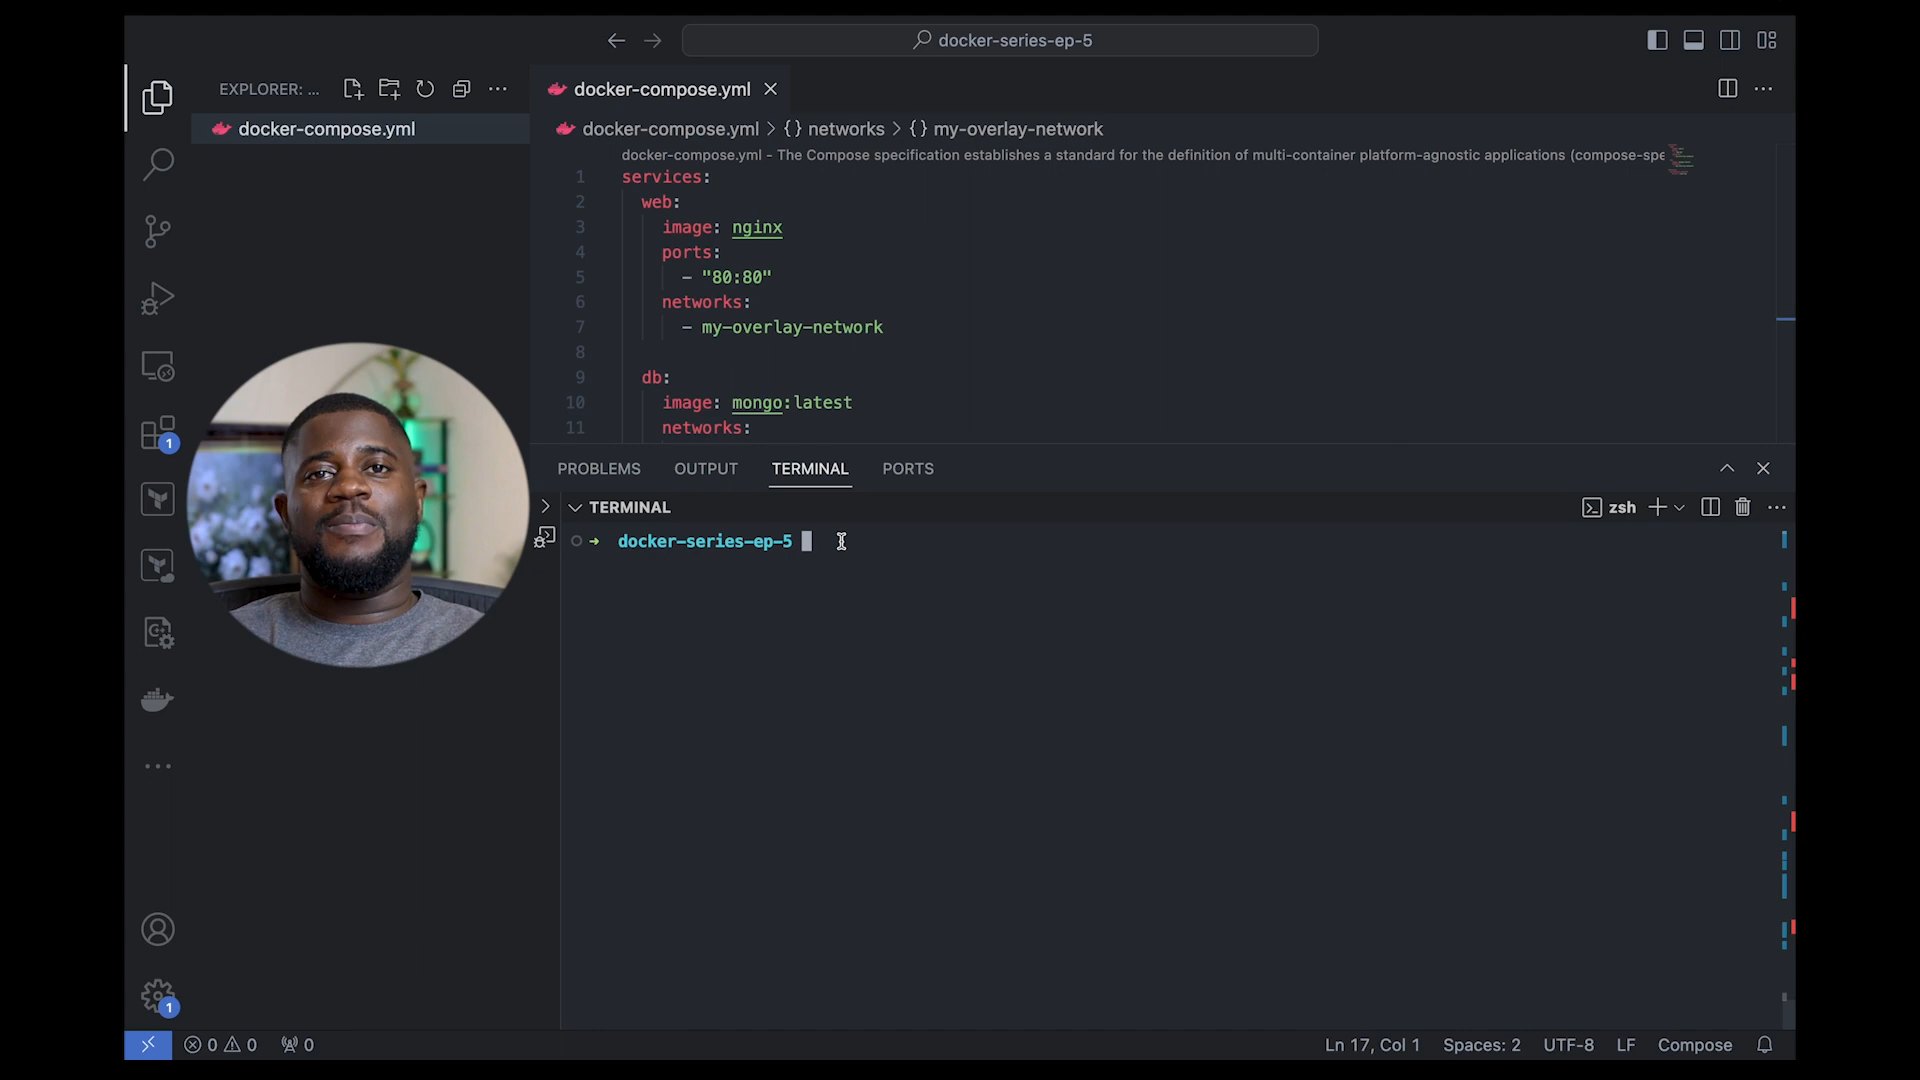 docker-series-ep-5
EXPLORER: ...
docker-compose.yml
docker-compose.yml
docker-compose.yml > {} networks > {} my-overlay-network
docker-compose.yml - The Compose specification establishes a standard for the definition of multi-container platform-agnostic applications (compose-spe
1 services:
2 web:
3 image: nginx
4 ports:
5 - "80:80"
6 networks:
7 - my-overlay-network
8
9 db:
10 image: mongo:latest
11 networks:
1
PROBLEMS OUTPUT TERMINAL PORTS
TERMINAL
zsh
docker-series-ep-5
1
0 0 0
Ln 17, Col 1 Spaces: 2 UTF-8 LF Compose